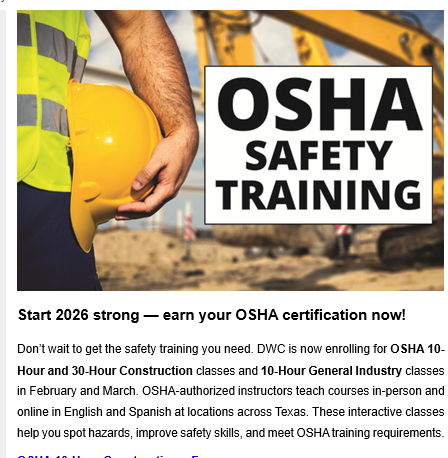 OSHA
SAFETY
TRAINING
Start 2026 strong — earn your OSHA certification now!
Don't wait to get the safety training you need. DWC is now enrolling for OSHA 10-
Hour and 30-Hour Construction classes and 10-Hour General Industry classes
in February and March. OSHA-authorized instructors teach courses in-person and
online in English and Spanish at locations across Texas. These interactive classes
help you spot hazards, improve safety skills, and meet OSHA training requirements.